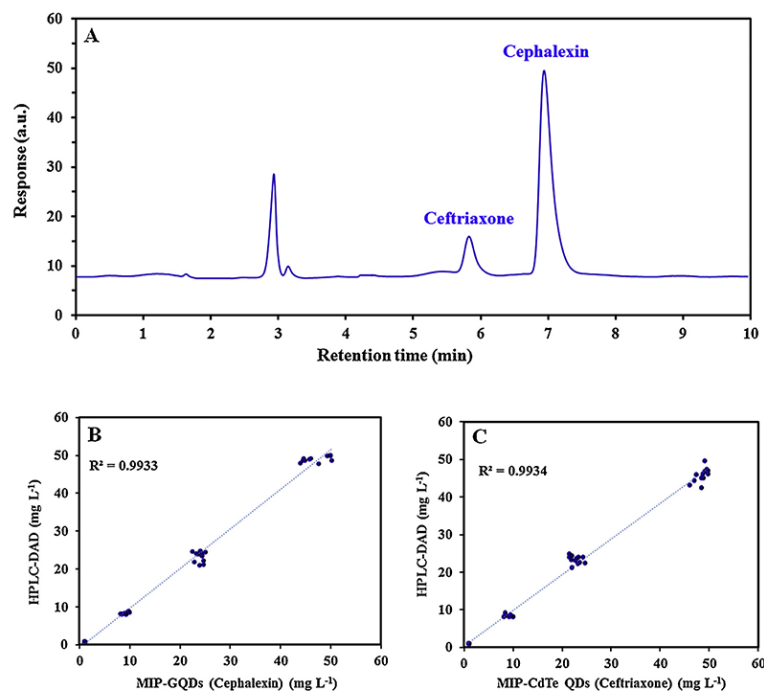 A
60
50
40
30
20
10
0
Response (a.u.)
Cephalexin
Ceftriaxone
0 1 2 3 4 5 6 7 8 9 10
Retention time (min)
B
60
50
40
30
20
10
0
HPLC-DAD (mg L-1)
R² = 0.9933
0 10 20 30 40 50 60
MIP-GQDs (Cephalexin) (mg L-1)
C
60
50
40
30
20
10
0
HPLC-DAD (mg L-1)
R² = 0.9934
0 10 20 30 40 50 60
MIP-CdTe QDs (Ceftriaxone) (mg L-1)